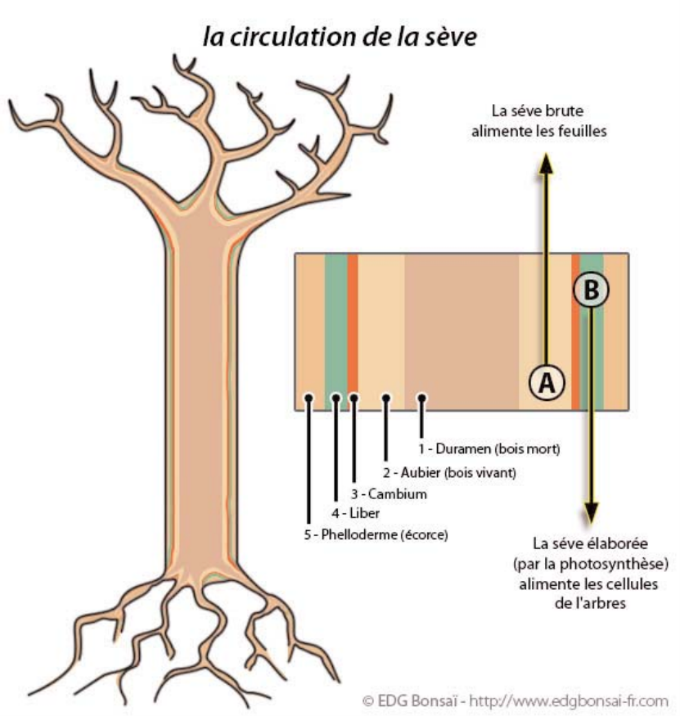 la circulation de la sève
La séve brute
alimente les feuilles
B
A
1 - Duramen (bois mort)
2 - Aubier (bois vivant)
3 - Cambium
4 - Liber
5 - Phelloderme (écorce)
La séve élaborée
(par la photosynthèse)
alimente les cellules
de l'arbres
© EDG Bonsaï - http://www.edgbonsai-fr.com